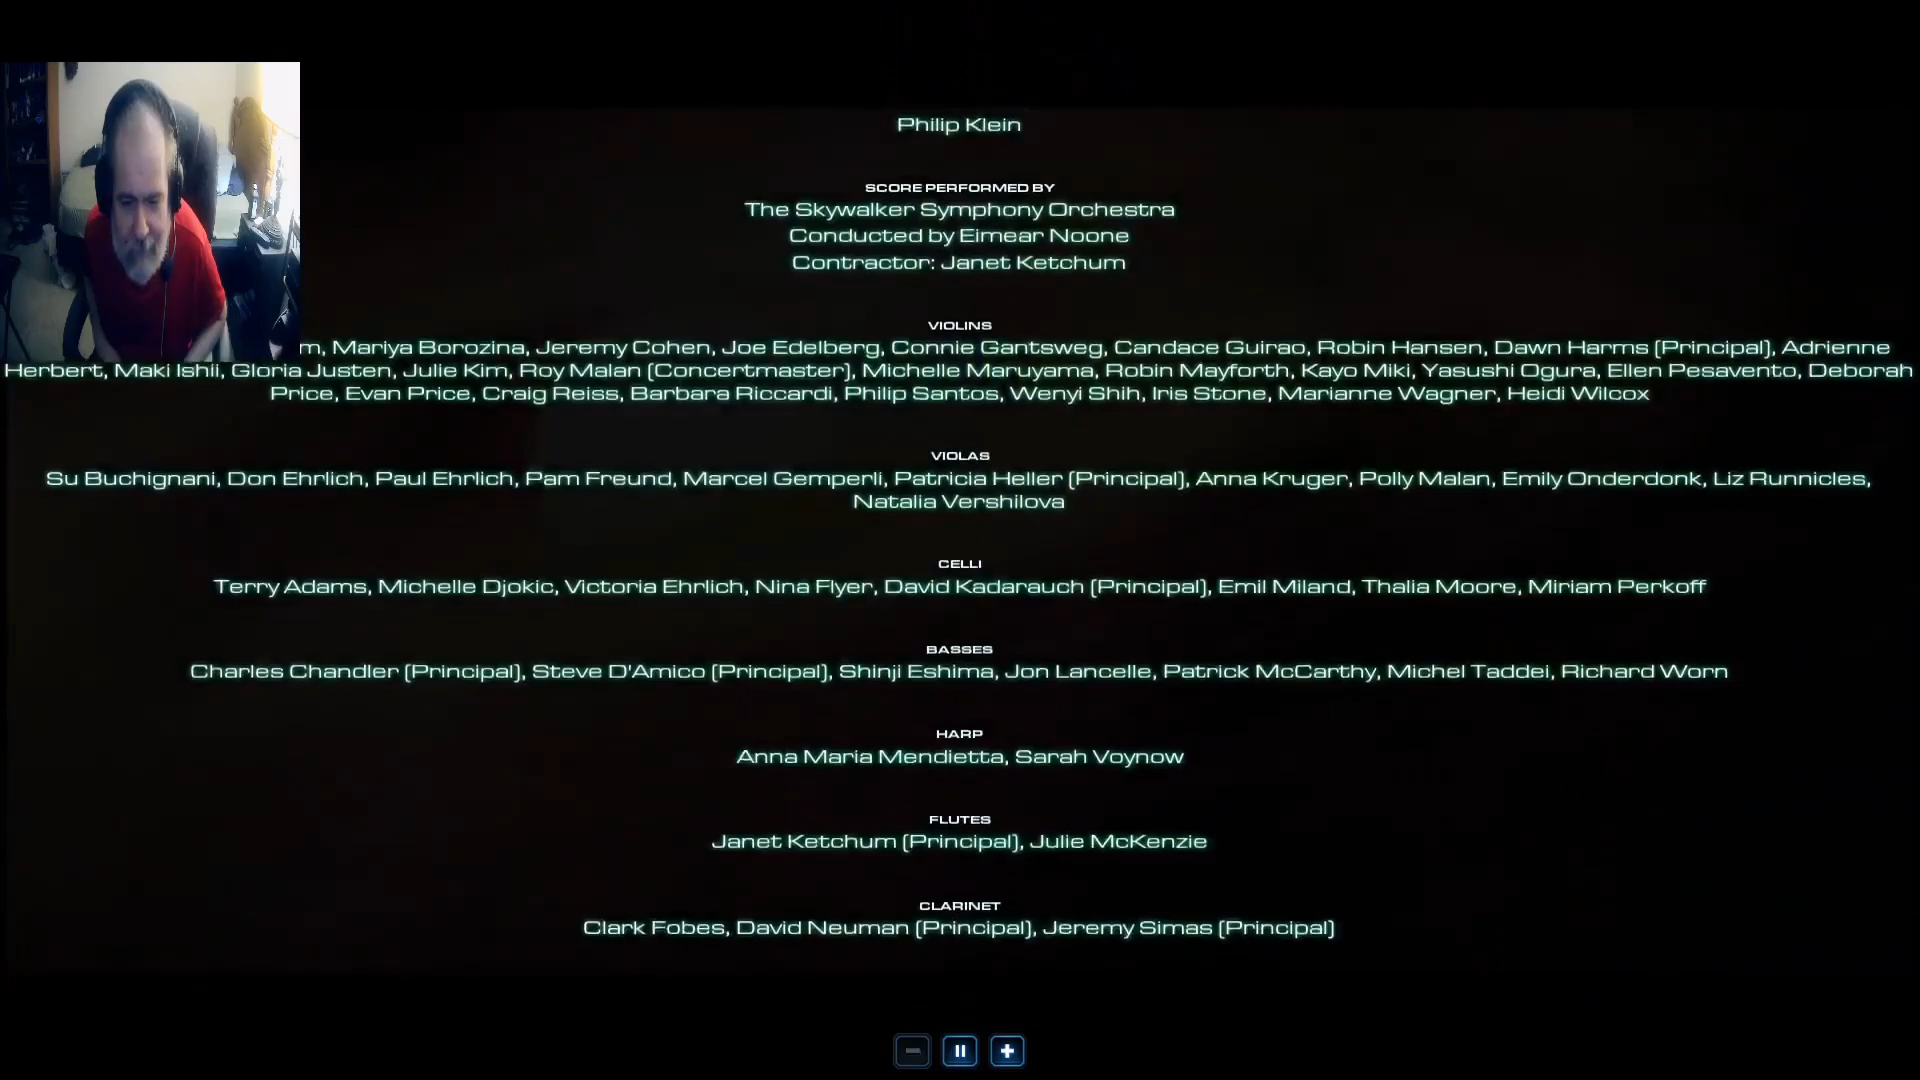 Philip Klein
SCORE PERFORMED BY
The Skywalker Symphony Orchestra
Conducted by Eimear Noone
Contractor: Janet Ketchum
VIOLINS
Mariya Borozina, Jeremy Cohen, Joe Edelberg, Connie Gantsweg, Candace Guirao, Robin Hansen, Dawn Harms (Principal), Adrienne
Herbert, Maki Ishii, Gloria Justen, Julie Kim, Roy Malan (Concertmaster), Michelle Maruyama, Robin Mayforth, Kayo Miki, Yasushi Ogura, Ellen Pesavento, Deborah
Price, Evan Price, Craig Reiss, Barbara Riccardi, Philip Santos, Wenyi Shih, Iris Stone, Marianne Wagner, Heidi Wilcox
VIOLAS
Su Buchignani, Don Ehrlich, Paul Ehrlich, Pam Freund, Marcel Gemperli, Patricia Heller (Principal), Anna Kruger, Polly Malan, Emily Onderdonk, Liz Runnicles,
Natalia Vershilova
CELLI
Terry Adams, Michelle Djokic, Victoria Ehrlich, Nina Flyer, David Kadarauch (Principal), Emil Miland, Thalia Moore, Miriam Perkoff
BASSES
Charles Chandler (Principal), Steve D'Amico (Principal), Shinji Eshima, Jon Lancelle, Patrick McCarthy, Michel Taddei, Richard Worn
HARP
Anna Maria Mendietta, Sarah Voynow
FLUTES
Janet Ketchum (Principal), Julie McKenzie
CLARINET
Clark Fobes, David Neuman (Principal), Jeremy Simas (Principal)